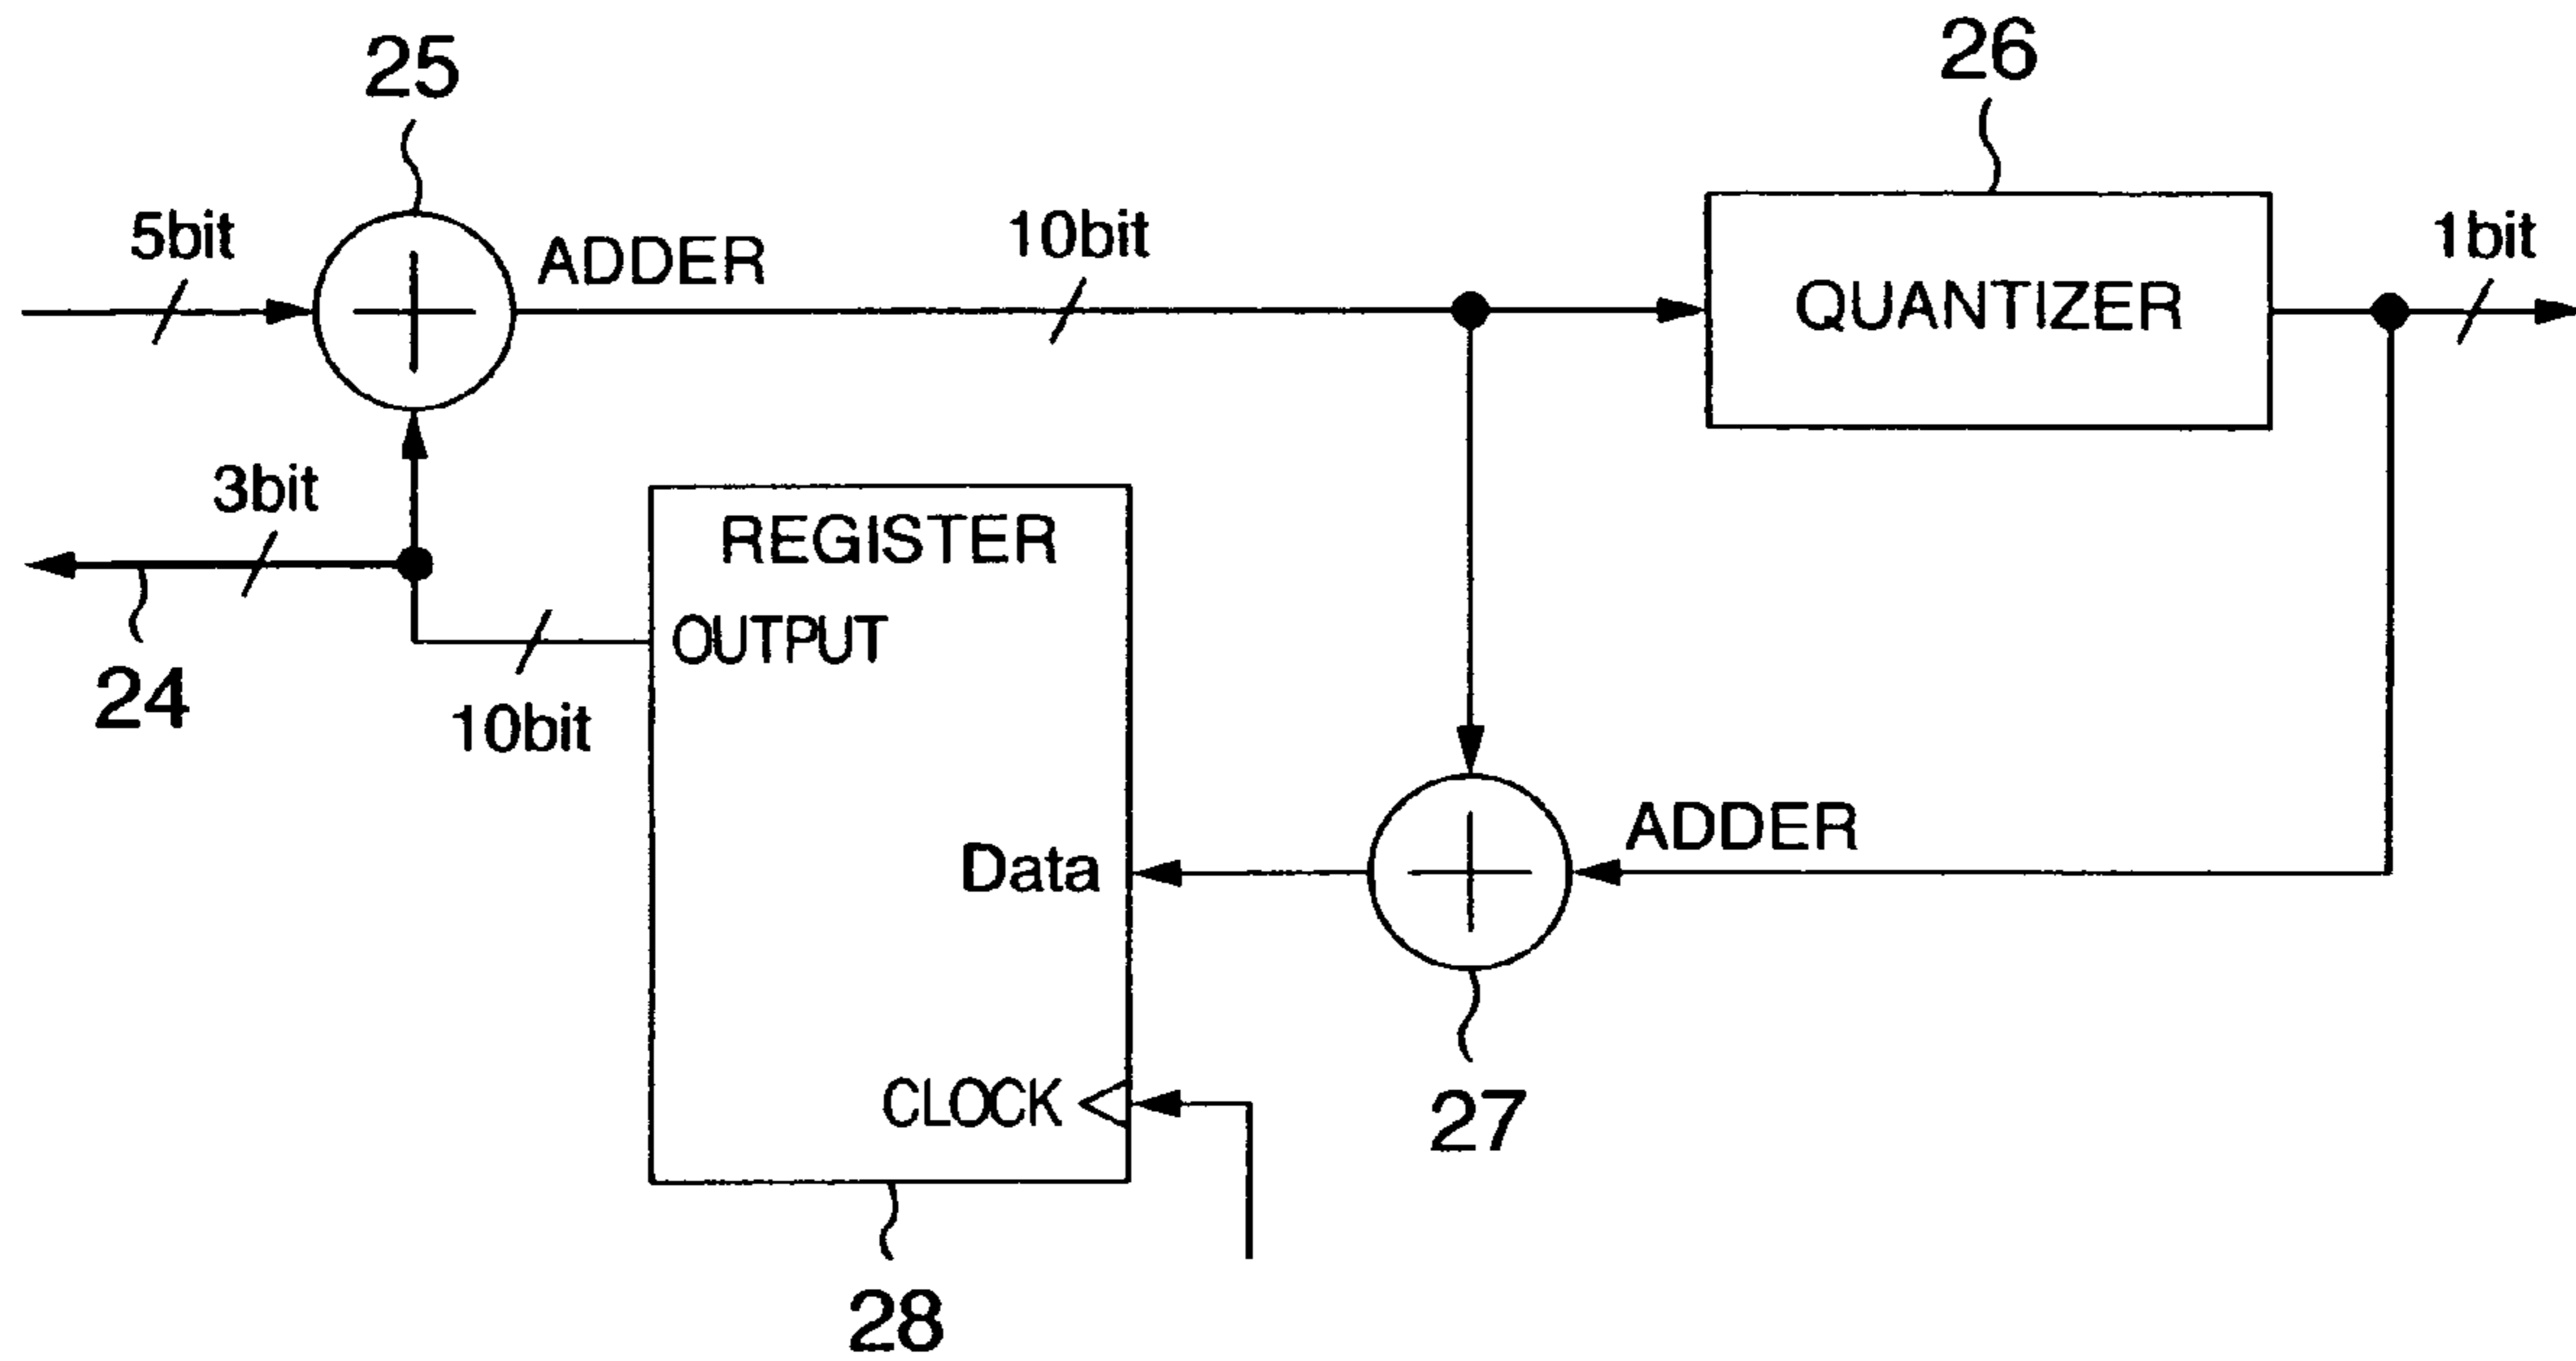 25
26
5bit
ADDER
10bit
1bit
QUANTIZER
3bit
REGISTER
OUTPUT
24
10bit
Data
ADDER
CLOCK
27
28